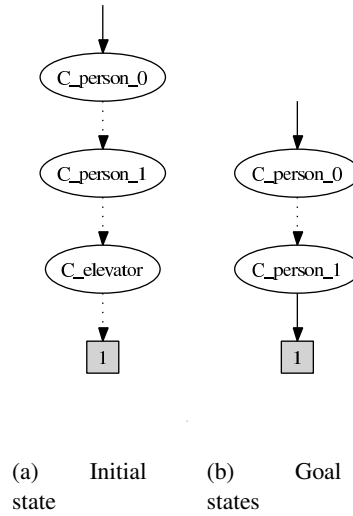 C_person_0
C_person_1
C_elevator
1
C_person_0
C_person_1
1
(a) Initial state
(b) Goal states